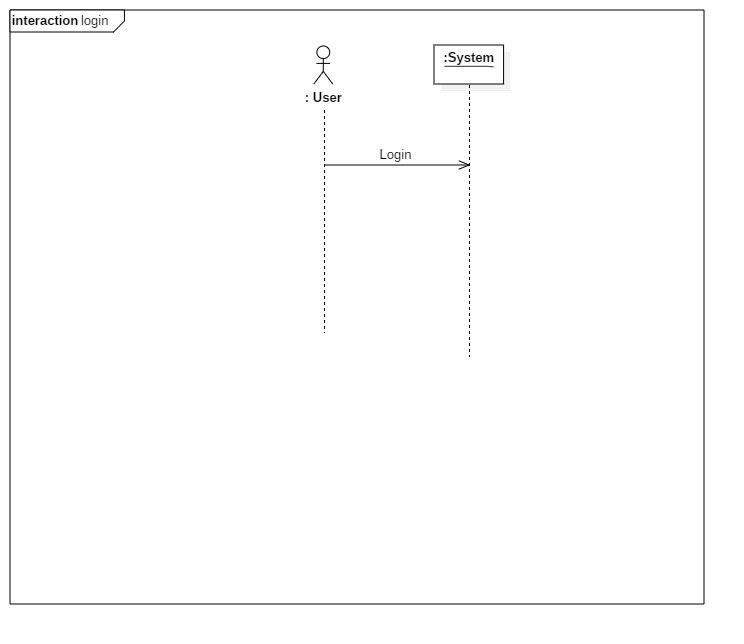 interaction login
:System
: User
Login